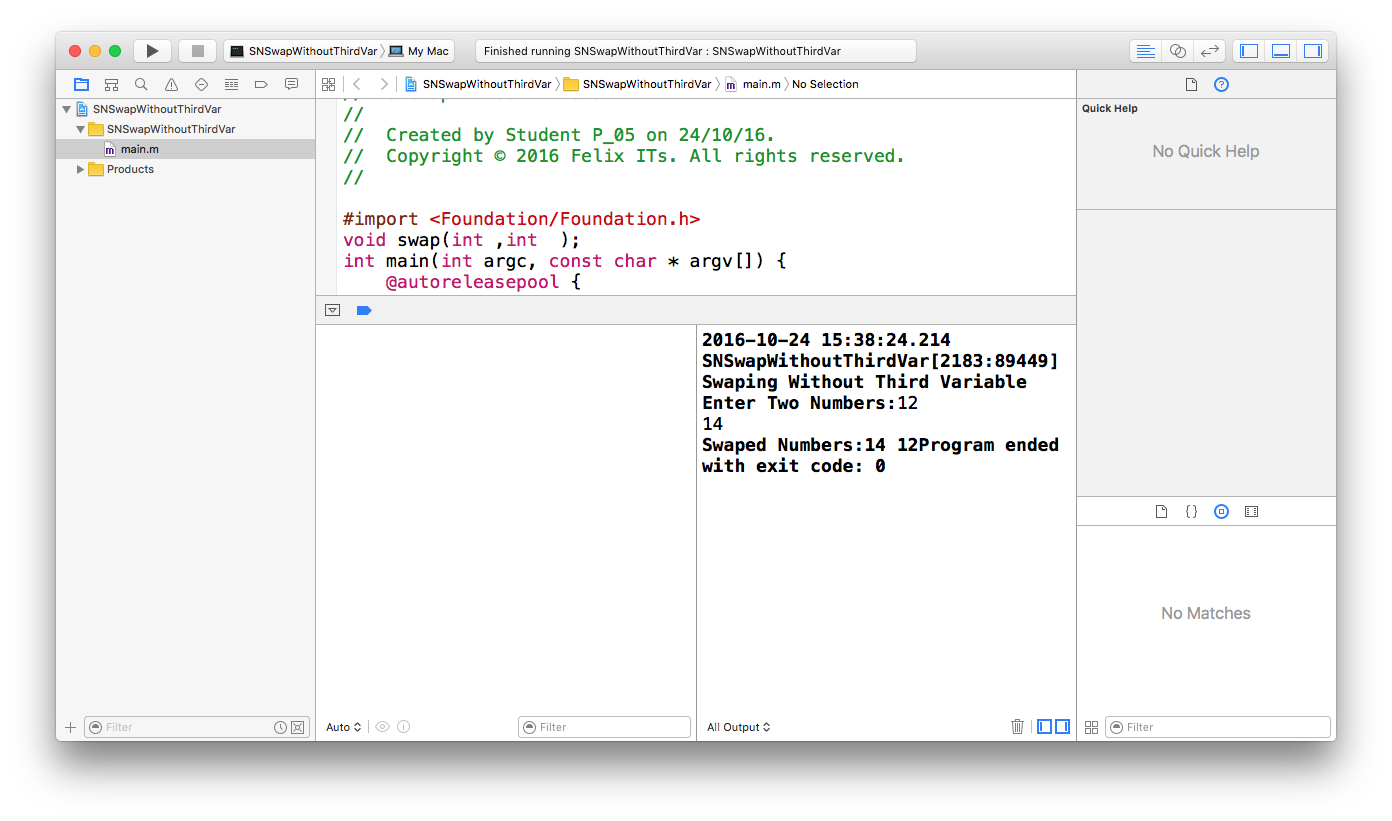 SNSwapWithoutThirdVar My Mac
Finished running SNSwapWithoutThirdVar : SNSwapWithoutThirdVar
SNSwapWithoutThirdVar SNSwapWithoutThirdVar main.m No Selection
SNSwapWithoutThirdVar
SNSwapWithoutThirdVar
main.m
Products
//
// Created by Student P_05 on 24/10/16.
// Copyright © 2016 Felix ITs. All rights reserved.
//
#import <Foundation/Foundation.h>
void swap(int ,int  );
int main(int argc, const char * argv[]) {
@autoreleasepool {
Quick Help
No Quick Help
2016-10-24 15:38:24.214
SNSwapWithoutThirdVar[2183:89449]
Swaping Without Third Variable
Enter Two Numbers:12
14
Swaped Numbers:14 12Program ended
with exit code: 0
No Matches
Filter
Auto
Filter
All Output
Filter